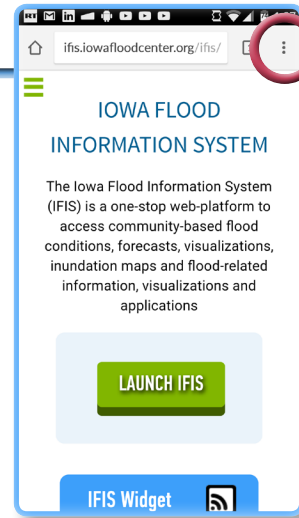 ifis.iowafloodcenter.org/ifis/
IOWA FLOOD
INFORMATION SYSTEM
The Iowa Flood Information System
(IFIS) is a one-stop web-platform to
access community-based flood
conditions, forecasts, visualizations,
inundation maps and flood-related
information, visualizations and
applications
LAUNCH IFIS
IFIS Widget